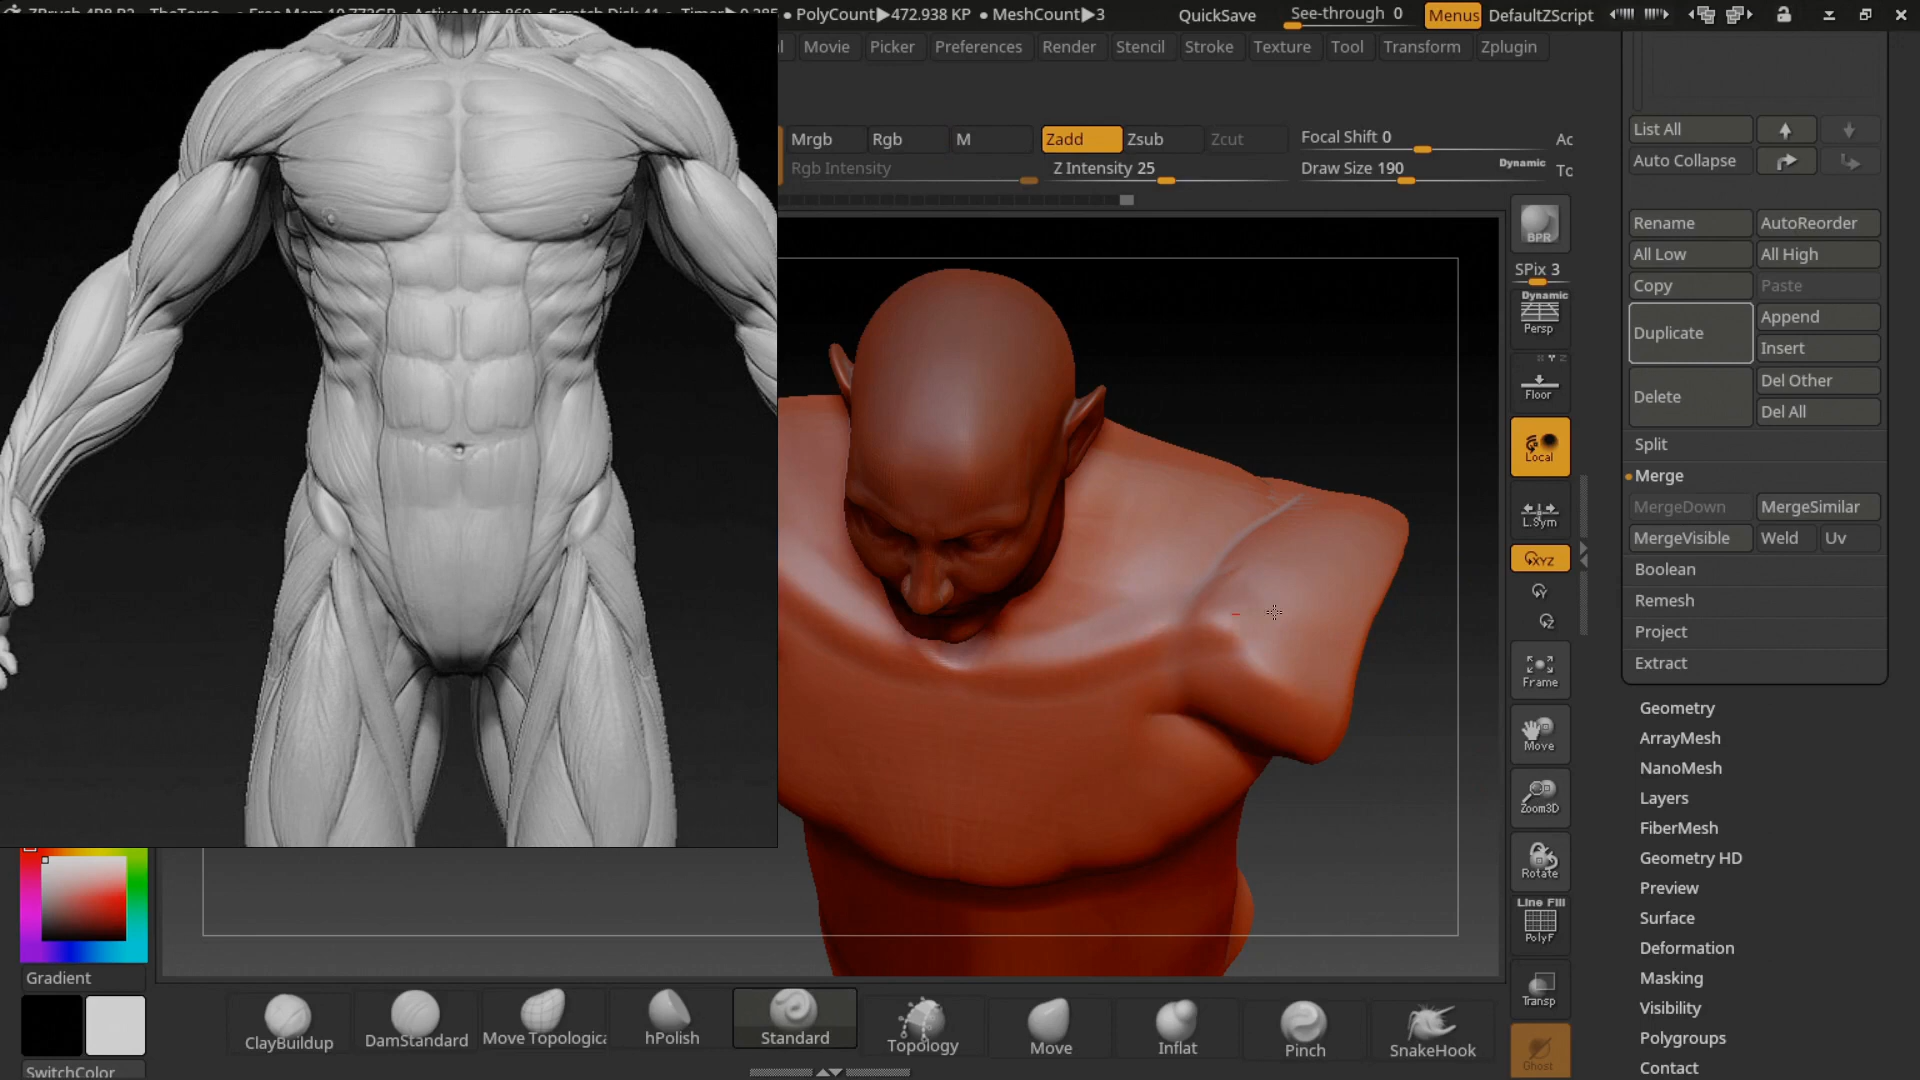 PolyCount▶472.938 KP • MeshCount▶3
QuickSave
See-through 0
Menus
DefaultZScript
Movie
Picker
Preferences
Render
Stencil
Stroke
Texture
Tool
Transform
Zplugin
Mrgb
Rgb
M
Zadd
Zsub
Zcut
Focal Shift 0
Rgb Intensity
Z Intensity 25
Draw Size 190
Dynamic
BPR
SPix 3
Dynamic
Persp
Floor
Local
L.Sym
XYZ
Frame
Move
Zoom3D
Rotate
Line Fill
PolyF
Transp
Ghost
List All
Auto Collapse
Rename
AutoReorder
All Low
All High
Copy
Paste
Duplicate
Append
Insert
Delete
Del Other
Del All
Split
Merge
MergeDown
MergeSimilar
MergeVisible
Weld
Uv
Boolean
Remesh
Project
Extract
Geometry
ArrayMesh
NanoMesh
Layers
FiberMesh
Geometry HD
Preview
Surface
Deformation
Masking
Visibility
Polygroups
Contact
Gradient
SwitchColor
ClayBuildup
DamStandard
Move Topologica
hPolish
Standard
Topology
Move
Inflat
Pinch
SnakeHook